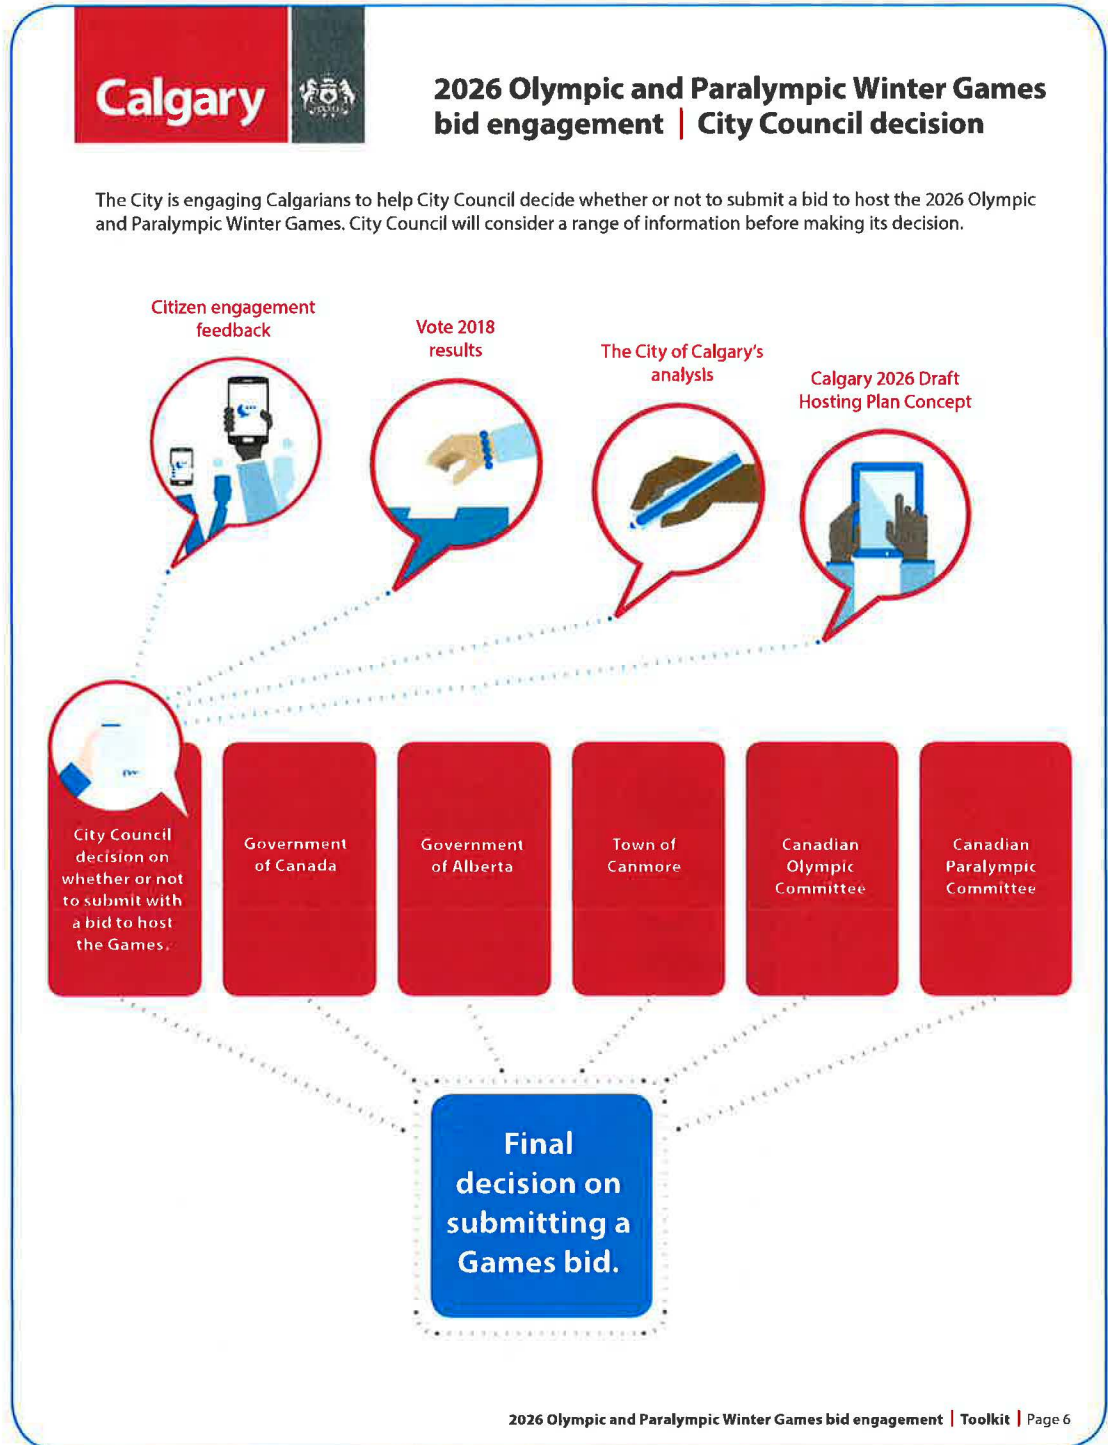 Calgary
2026 Olympic and Paralympic Winter Games
bid engagement | City Council decision
The City is engaging Calgarians to help City Council decide whether or not to submit a bid to host the 2026 Olympic
and Paralympic Winter Games. City Council will consider a range of information before making its decision.
Citizen engagement
feedback
Vote 2018
results
The City of Calgary's
analysis
Calgary 2026 Draft
Hosting Plan Concept
City Council
decision on
whether or not
to submit with
a bid to host
the Games.
Government
of Canada
Government
of Alberta
Town of
Canmore
Canadian
Olympic
Committee
Canadian
Paralympic
Committee
Final
decision on
submitting a
Games bid.
2026 Olympic and Paralympic Winter Games bid engagement | Toolkit | Page 6